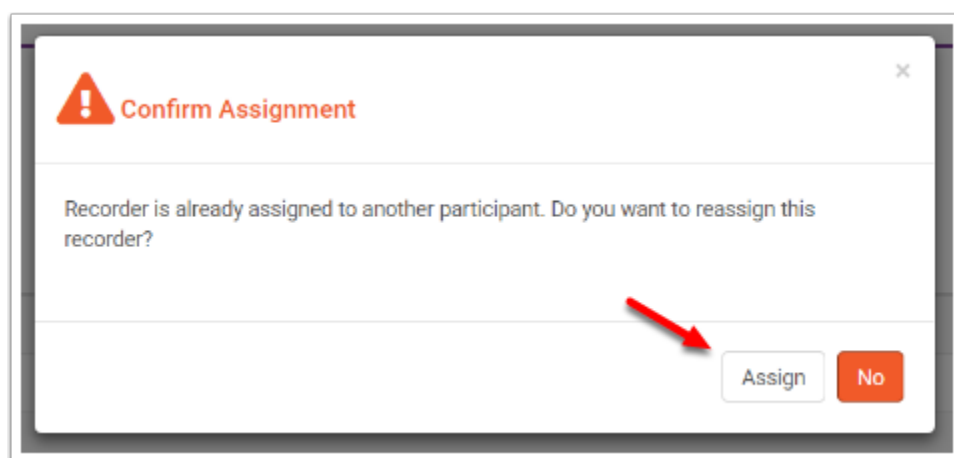 ×
Confirm Assignment
Recorder is already assigned to another participant. Do you want to reassign this
recorder?
Assign No